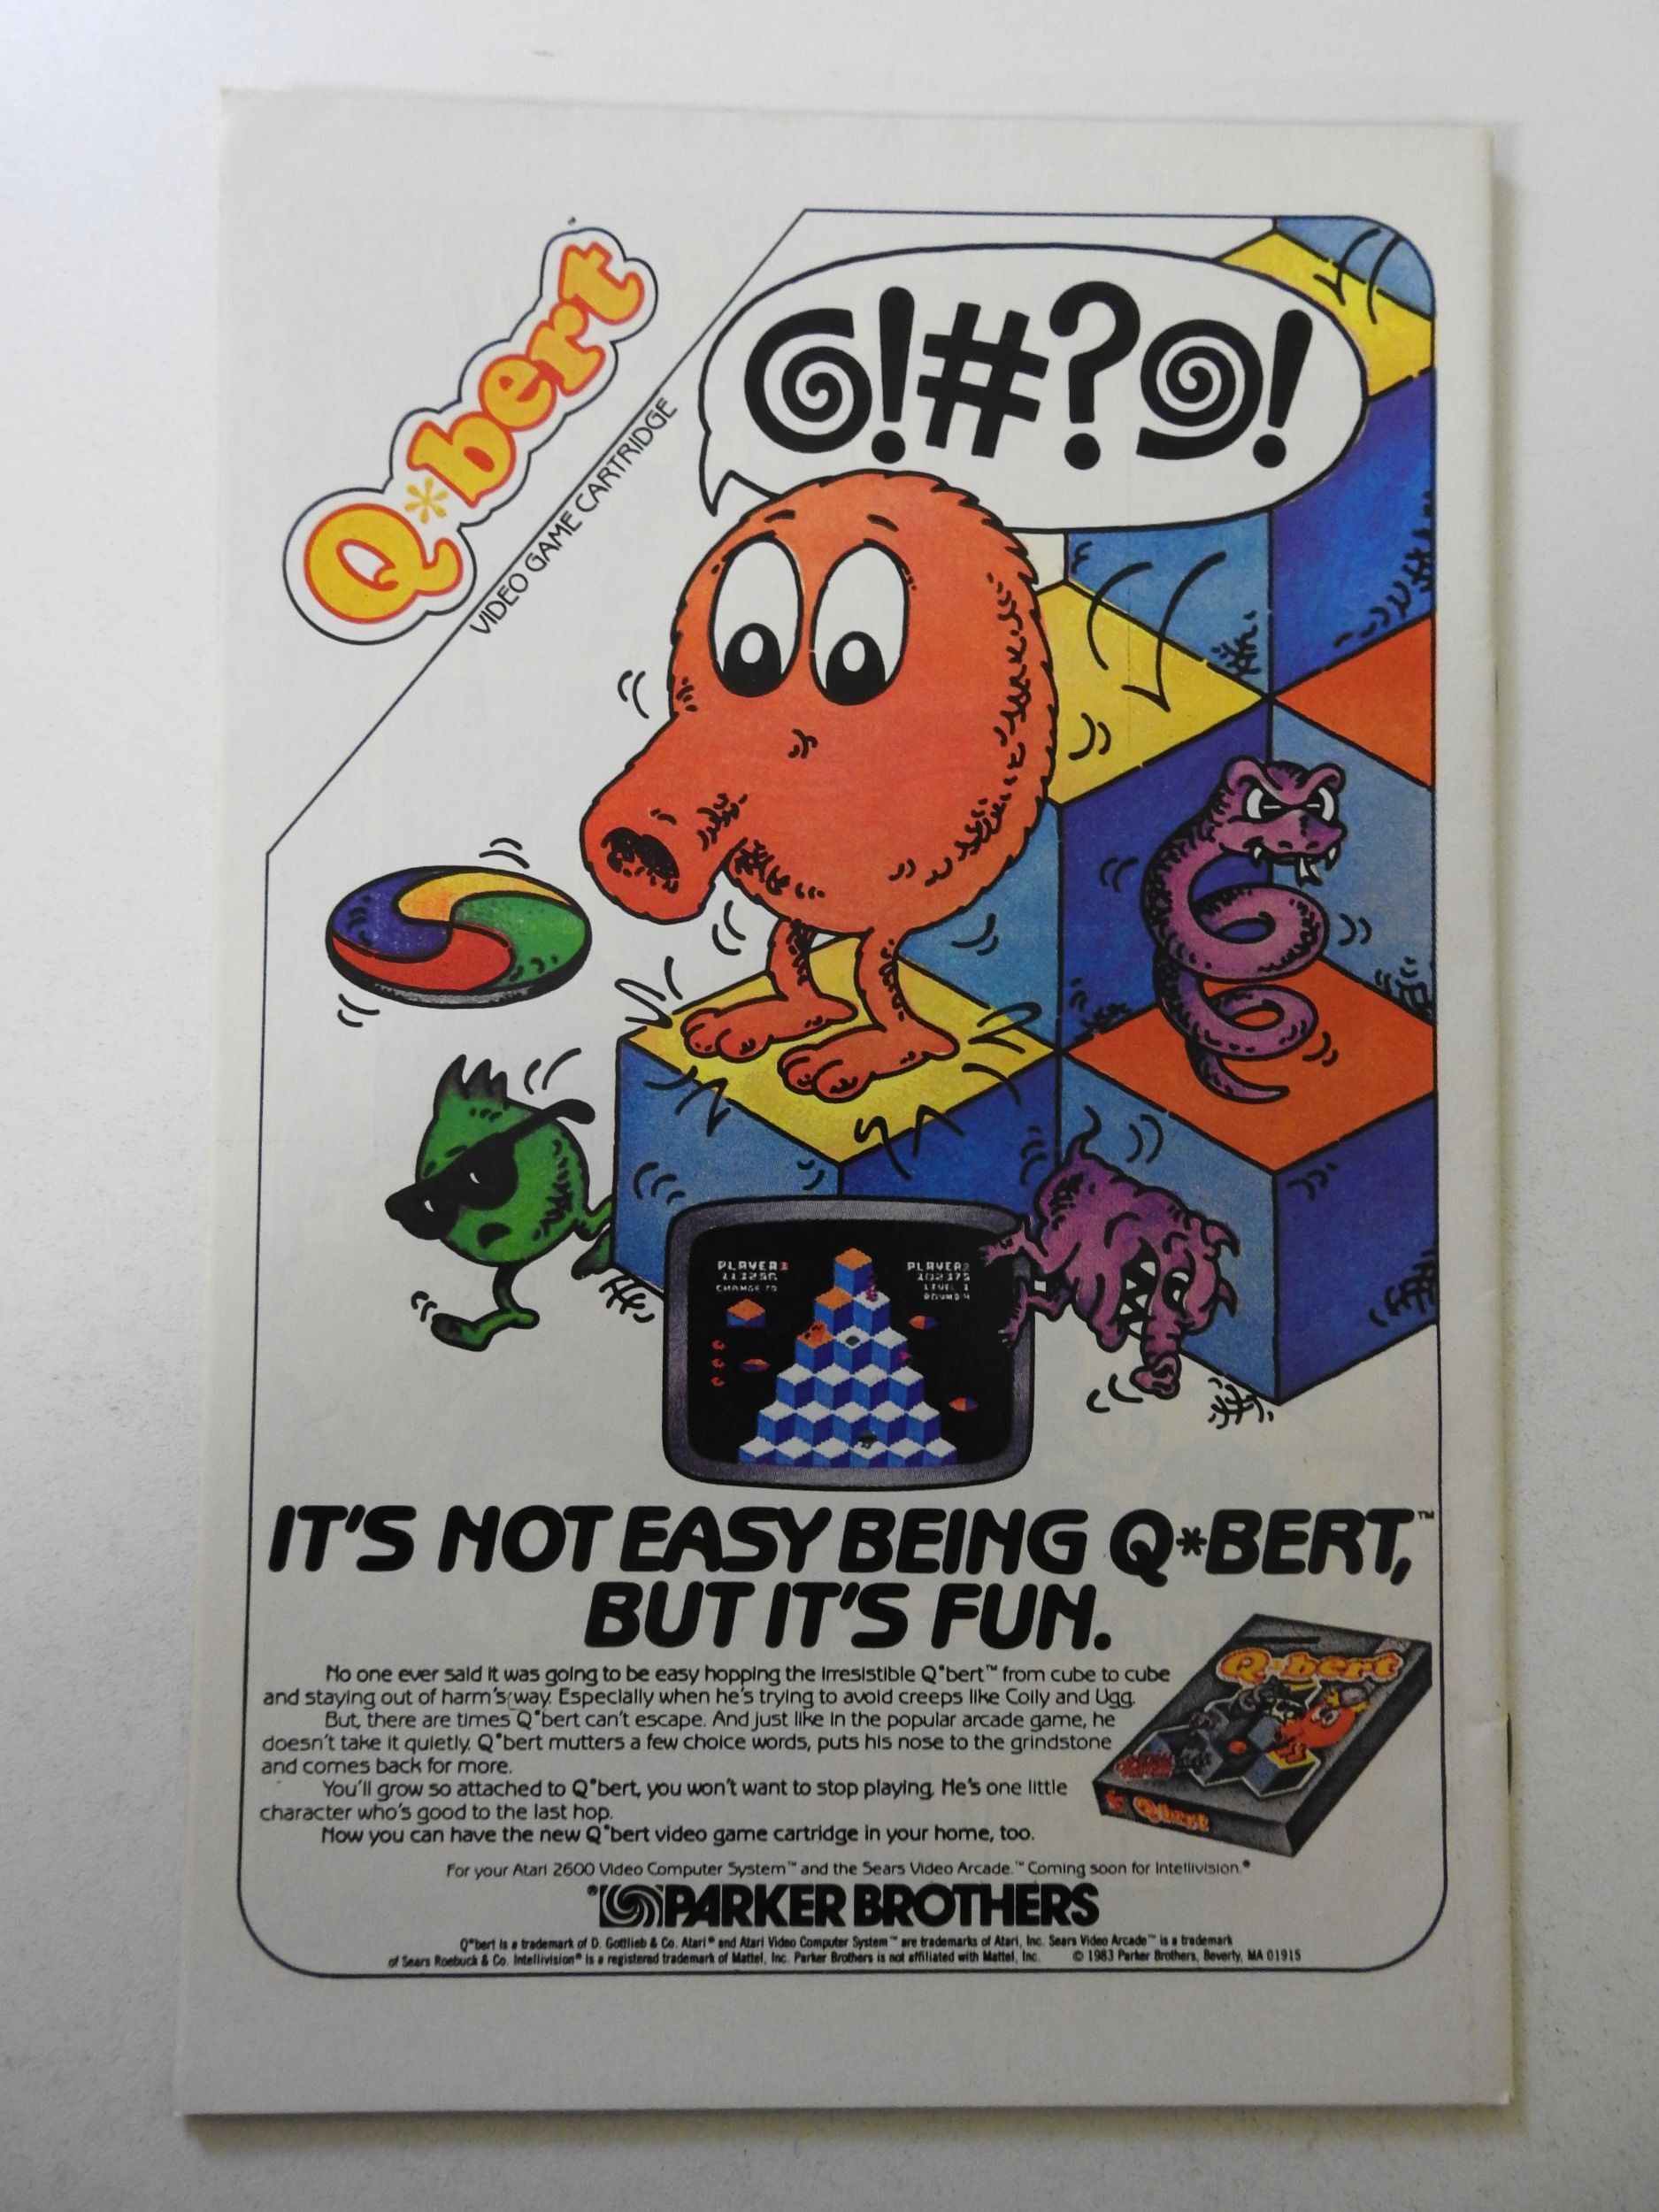 Q*bert
VIDEO GAME CARTRIDGE
@!#?@!
PLAYER1
PLAYER2
113250
102375
CHANGE TO
LEVEL 1
ROUND 4
IT'S NOT EASY BEING Q*BERT,™
BUT IT'S FUN.
No one ever said it was going to be easy hopping the irresistible Q*bert™ from cube to cube
and staying out of harm's way. Especially when he's trying to avoid creeps like Coily and Ugg.
But, there are times Q*bert can't escape. And just like in the popular arcade game, he
doesn't take it quietly. Q*bert mutters a few choice words, puts his nose to the grindstone
and comes back for more.
You'll grow so attached to Q*bert, you won't want to stop playing. He's one little
character who's good to the last hop.
Now you can have the new Q*bert video game cartridge in your home, too.
Q*bert
Q*bert
For your Atari 2600 Video Computer System™ and the Sears Video Arcade.™ Coming soon for Intellivision.®
®PARKER BROTHERS
Q*bert is a trademark of D. Gottlieb & Co. Atari® and Atari Video Computer System™ are trademarks of Atari, Inc. Sears Video Arcade™ is a trademark
of Sears Roebuck & Co. Intellivision® is a registered trademark of Mattel, Inc. Parker Brothers is not affiliated with Mattel, Inc. © 1983 Parker Brothers, Beverly, MA 01915